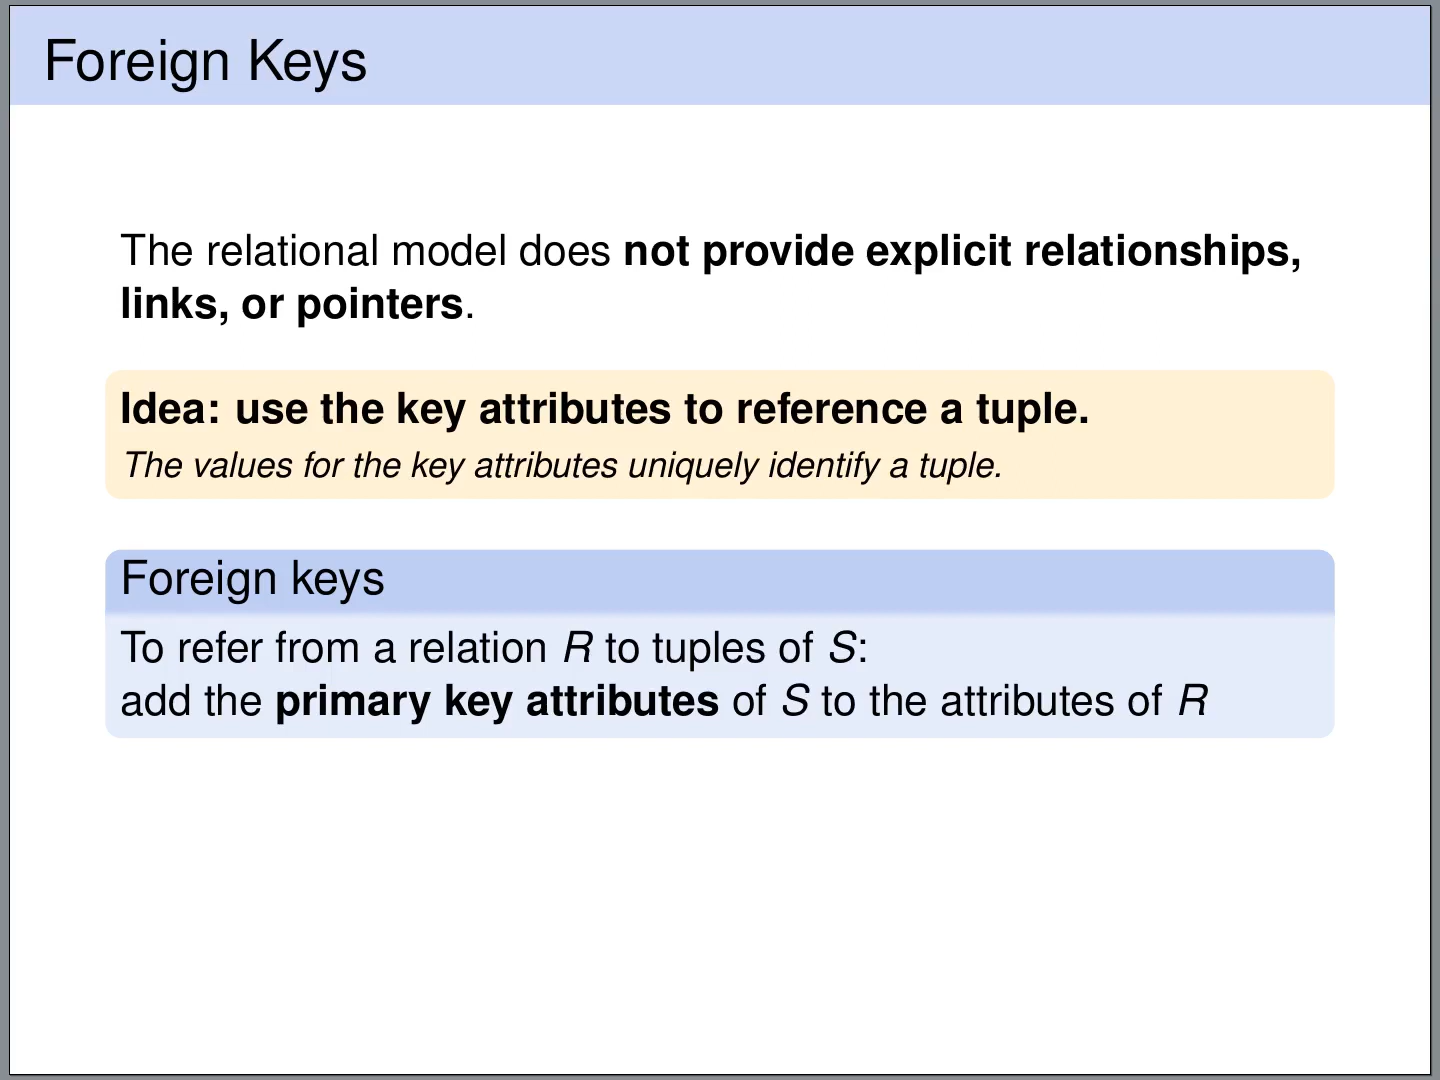 Foreign Keys
The relational model does not provide explicit relationships,
links, or pointers.
Idea: use the key attributes to reference a tuple.
The values for the key attributes uniquely identify a tuple.
Foreign keys
To refer from a relation R to tuples of S:
add the primary key attributes of S to the attributes of R